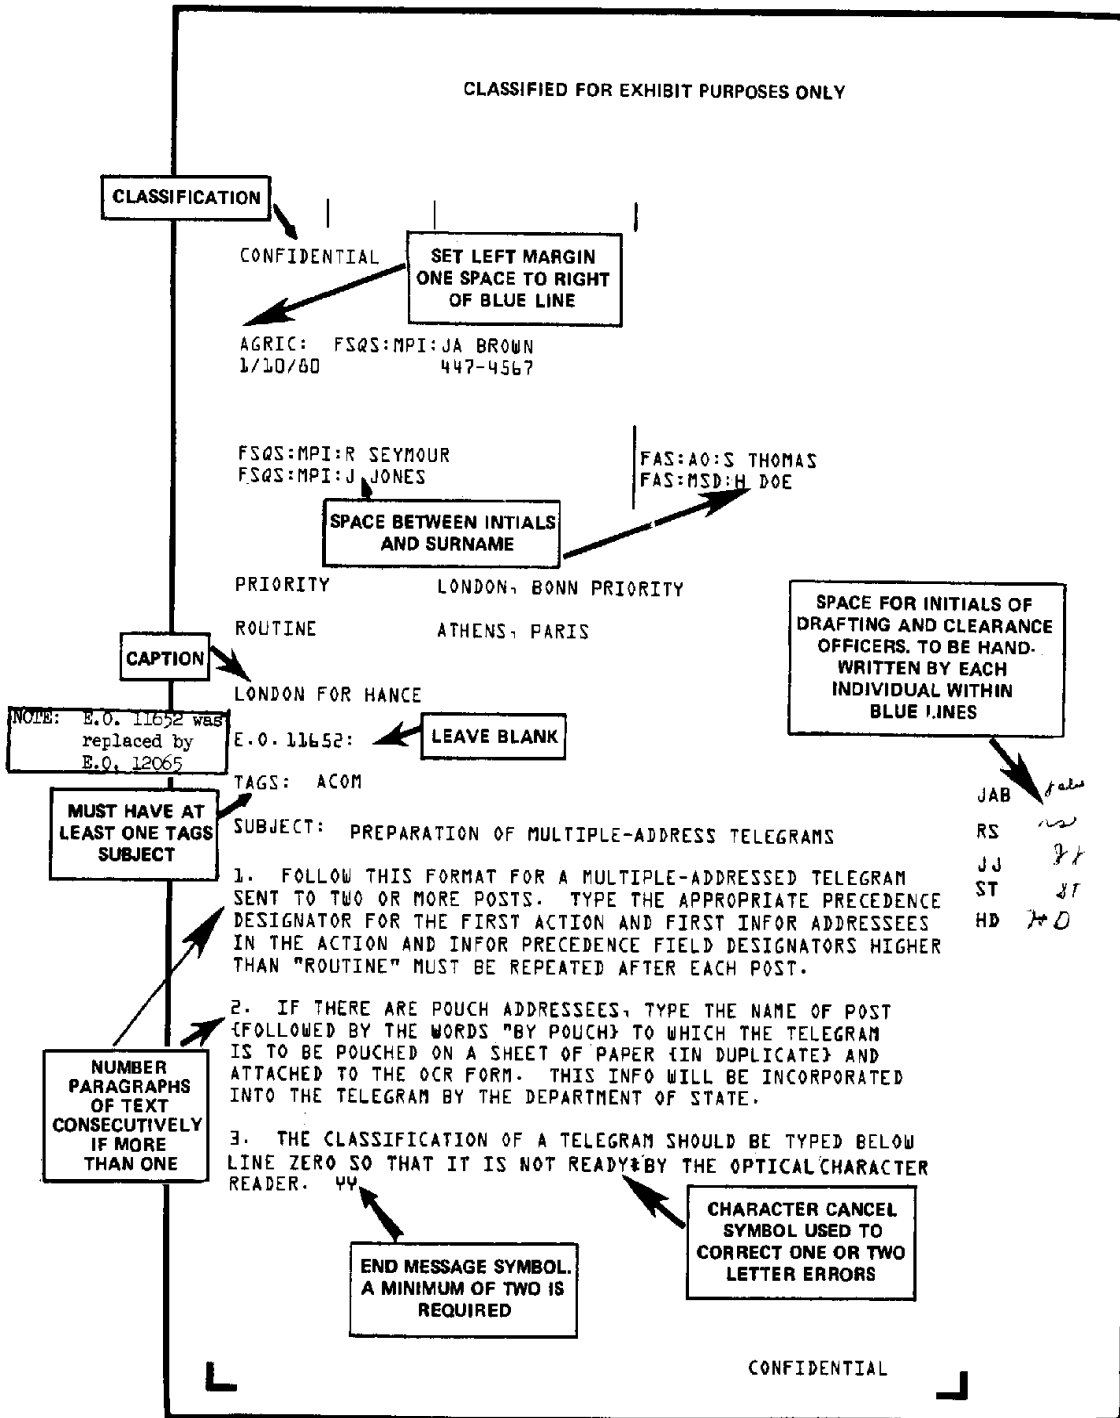 CLASSIFIED FOR EXHIBIT PURPOSES ONLY
CLASSIFICATION
CONFIDENTIAL
SET LEFT MARGIN
ONE SPACE TO RIGHT
OF BLUE LINE
AGRIC: FSQS:MPI:JA BROWN
1/10/80 447-4567
FSQS:MPI:R SEYMOUR
FSQS:MPI:J JONES
FAS:AO:S THOMAS
FAS:MSD:H DOE
SPACE BETWEEN INTIALS
AND SURNAME
PRIORITY LONDON, BONN PRIORITY
ROUTINE ATHENS, PARIS
SPACE FOR INITIALS OF
DRAFTING AND CLEARANCE
OFFICERS. TO BE HAND-
WRITTEN BY EACH
INDIVIDUAL WITHIN
BLUE LINES
CAPTION
LONDON FOR HANCE
NOTE: E.O. 11652 was
replaced by
E.O. 12065
E.O. 11652:
LEAVE BLANK
TAGS: ACOM
MUST HAVE AT
LEAST ONE TAGS
SUBJECT
SUBJECT: PREPARATION OF MULTIPLE-ADDRESS TELEGRAMS
JAB
RS rs
JJ JJ
ST ST
HD HD
1. FOLLOW THIS FORMAT FOR A MULTIPLE-ADDRESSED TELEGRAM
SENT TO TWO OR MORE POSTS. TYPE THE APPROPRIATE PRECEDENCE
DESIGNATOR FOR THE FIRST ACTION AND FIRST INFOR ADDRESSEES
IN THE ACTION AND INFOR PRECEDENCE FIELD DESIGNATORS HIGHER
THAN "ROUTINE" MUST BE REPEATED AFTER EACH POST.
2. IF THERE ARE POUCH ADDRESSEES, TYPE THE NAME OF POST
{FOLLOWED BY THE WORDS "BY POUCH} TO WHICH THE TELEGRAM
IS TO BE POUCHED ON A SHEET OF PAPER {IN DUPLICATE} AND
ATTACHED TO THE OCR FORM. THIS INFO WILL BE INCORPORATED
INTO THE TELEGRAM BY THE DEPARTMENT OF STATE.
NUMBER
PARAGRAPHS
OF TEXT
CONSECUTIVELY
IF MORE
THAN ONE
3. THE CLASSIFICATION OF A TELEGRAM SHOULD BE TYPED BELOW
LINE ZERO SO THAT IT IS NOT READY BY THE OPTICAL CHARACTER
READER. YY
CHARACTER CANCEL
SYMBOL USED TO
CORRECT ONE OR TWO
LETTER ERRORS
END MESSAGE SYMBOL.
A MINIMUM OF TWO IS
REQUIRED
CONFIDENTIAL